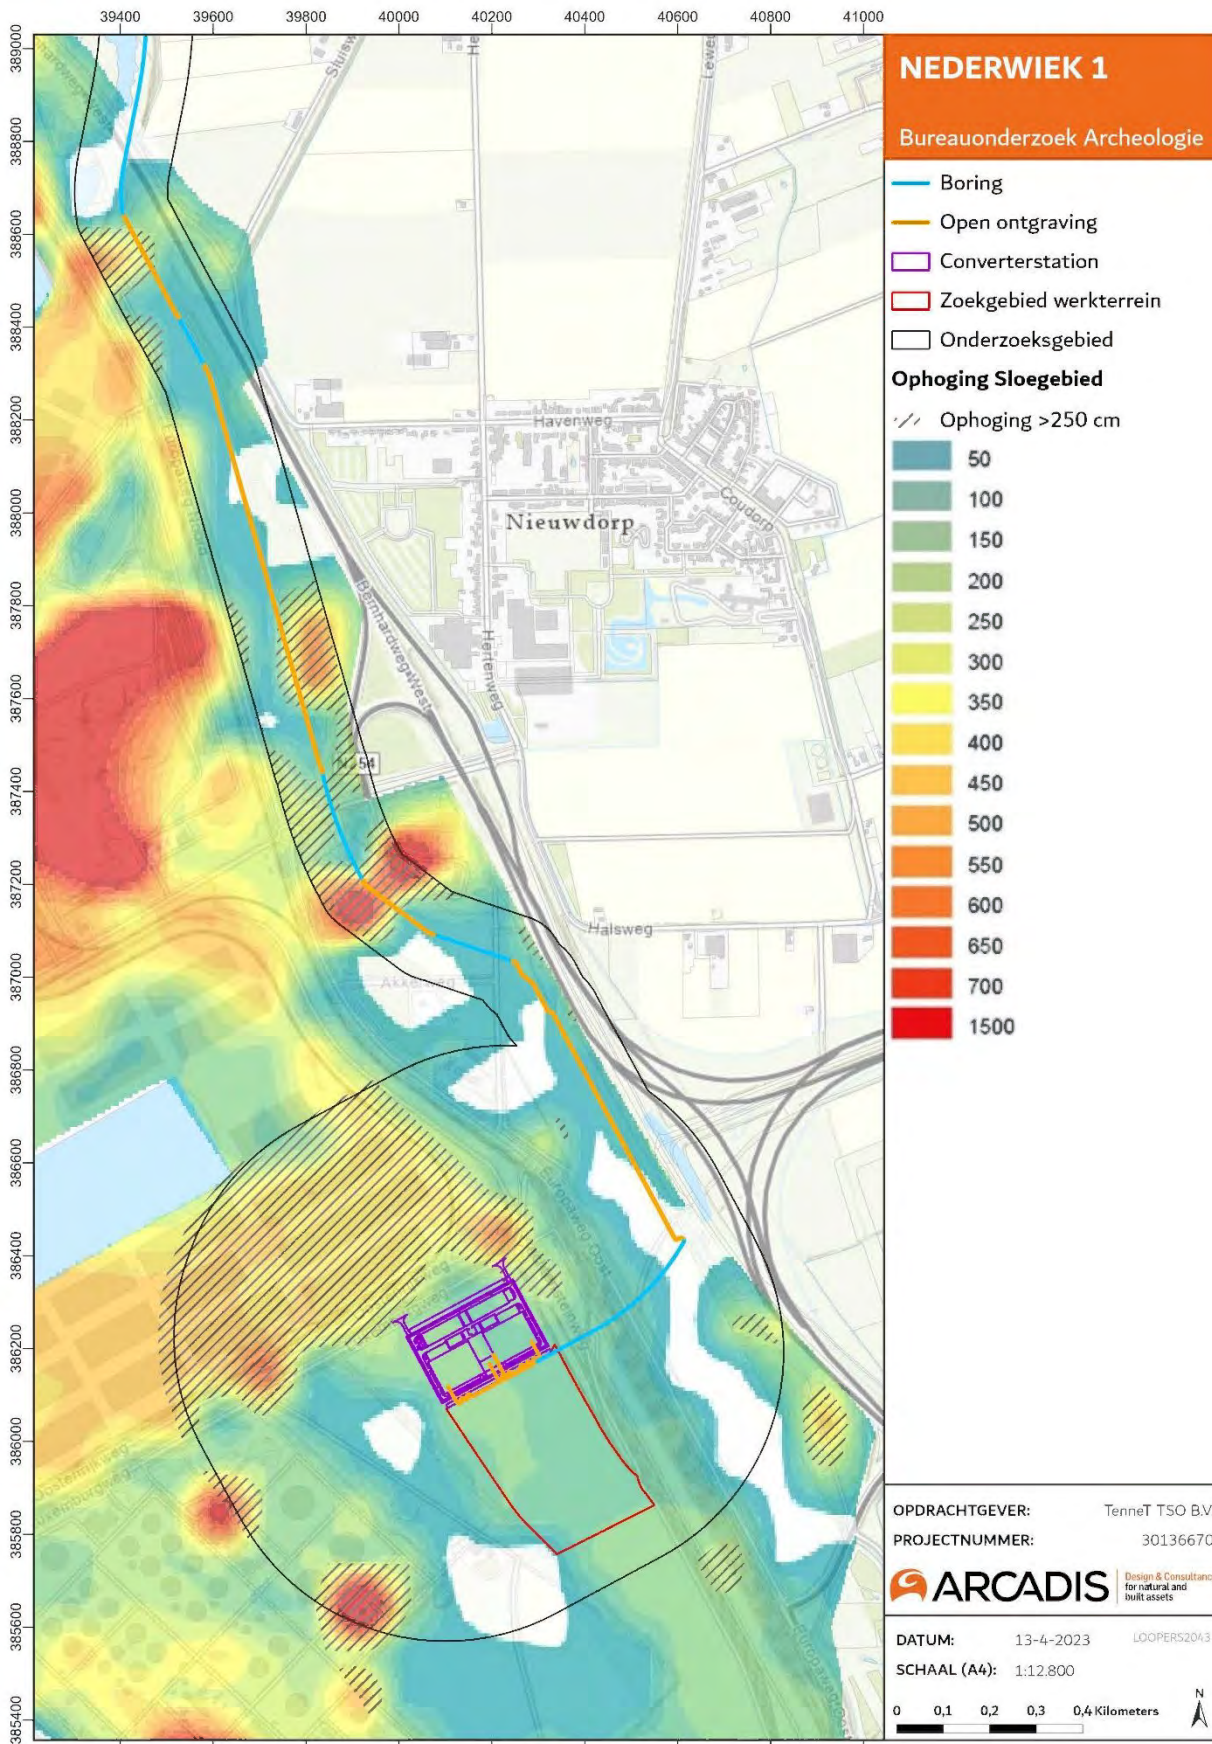 39400 39600 39800 40000 40200 40400 40600 40800 41000
389000
388800
388600
388400
388200
388000
387800
387600
387400
387200
387000
386800
386600
386400
386200
386000
385800
385600
385400
Havenweg
Coudorp
Nieuwdorp
Bernhardweg-West
Hertenweg
Halsweg
Akkerweg
Europaweg Oost
NEDERWIEK 1
Bureauonderzoek Archeologie
Boring
Open ontgraving
Converterstation
Zoekgebied werkterrein
Onderzoeksgebied
Ophoging Sloegebied
Ophoging >250 cm
50
100
150
200
250
300
350
400
450
500
550
600
650
700
1500
OPDRACHTGEVER: TenneT TSO B.V
PROJECTNUMMER: 30136670
ARCADIS Design & Consultanc
for natural and
built assets
DATUM: 13-4-2023 LOOPERS2043
SCHAAL (A4): 1:12.800
N
0 0,1 0,2 0,3 0,4 Kilometers